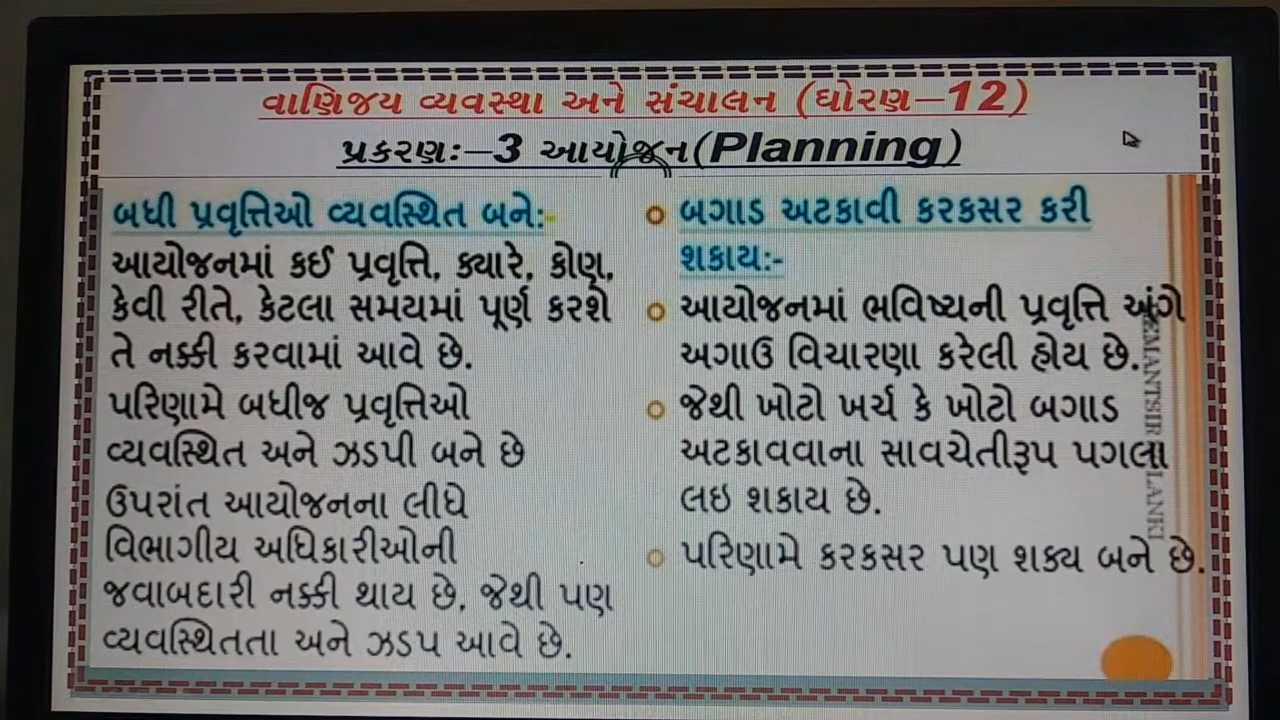 વાણિજય વ્યવસ્થા અને સંચાલન (ધોરણ–12)
પ્રકરણઃ–3 આયોજન(Planning)
બધી પ્રવૃત્તિઓ વ્યવસ્થિત બને:-
આયોજનમાં કઈ પ્રવૃત્તિ, ક્યારે, કોણ,
કેવી રીતે, કેટલા સમયમાં પૂર્ણ કરશે
તે નક્કી કરવામાં આવે છે.
પરિણામે બધીજ પ્રવૃત્તિઓ
વ્યવસ્થિત અને ઝડપી બને છે
ઉપરાંત આયોજનના લીધે
વિભાગીય અધિકારીઓની
જવાબદારી નક્કી થાય છે. જેથી પણ
વ્યવસ્થિતતા અને ઝડપ આવે છે.
બગાડ અટકાવી કરકસર કરી
શકાય:-
આયોજનમાં ભવિષ્યની પ્રવૃત્તિ અંગે
અગાઉ વિચારણા કરેલી હોય છે.
જેથી ખોટો ખર્ચ કે ખોટો બગાડ
અટકાવવાના સાવચેતીરૂપ પગલા
લઇ શકાય છે.
પરિણામે કરકસર પણ શક્ય બને છે.